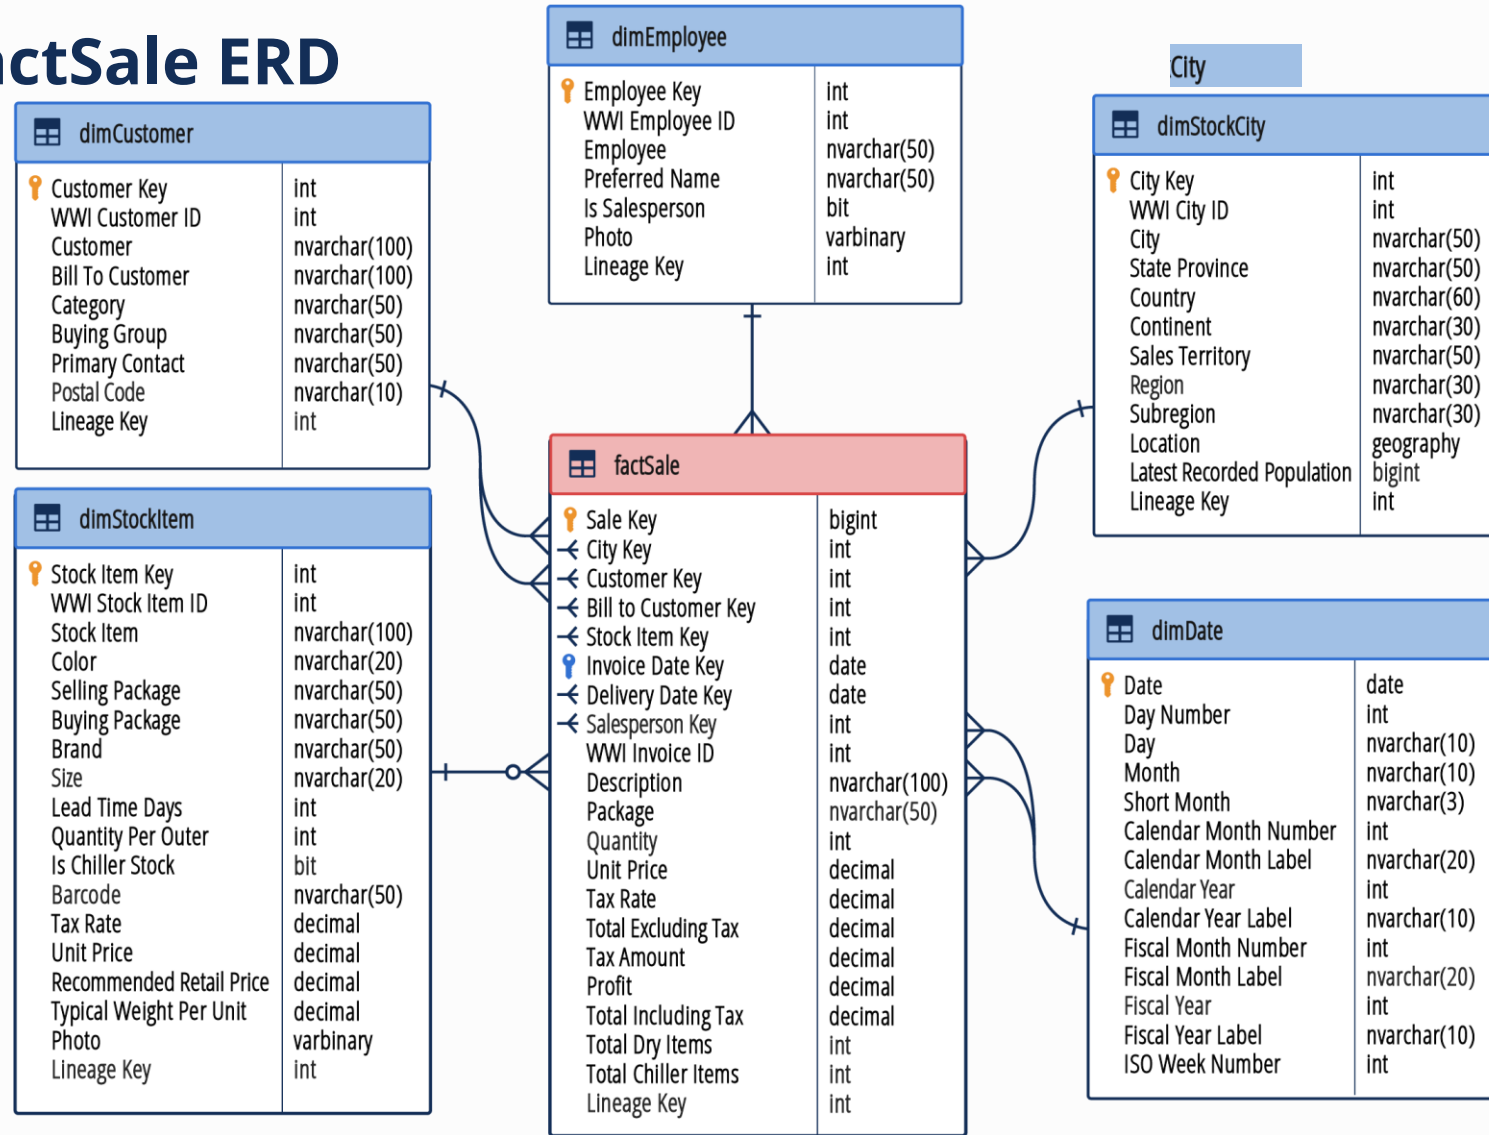 actSale ERD
dimCustomer
Customer Key int
WWI Customer ID int
Customer nvarchar(100)
Bill To Customer nvarchar(100)
Category nvarchar(50)
Buying Group nvarchar(50)
Primary Contact nvarchar(50)
Postal Code nvarchar(10)
Lineage Key int
dimStockItem
Stock Item Key int
WWI Stock Item ID int
Stock Item nvarchar(100)
Color nvarchar(20)
Selling Package nvarchar(50)
Buying Package nvarchar(50)
Brand nvarchar(50)
Size nvarchar(20)
Lead Time Days int
Quantity Per Outer int
Is Chiller Stock bit
Barcode nvarchar(50)
Tax Rate decimal
Unit Price decimal
Recommended Retail Price decimal
Typical Weight Per Unit decimal
Photo varbinary
Lineage Key int
dimEmployee
Employee Key int
WWI Employee ID int
Employee nvarchar(50)
Preferred Name nvarchar(50)
Is Salesperson bit
Photo varbinary
Lineage Key int
factSale
Sale Key bigint
City Key int
Customer Key int
Bill to Customer Key int
Stock Item Key int
Invoice Date Key date
Delivery Date Key date
Salesperson Key int
WWI Invoice ID int
Description nvarchar(100)
Package nvarchar(50)
Quantity int
Unit Price decimal
Tax Rate decimal
Total Excluding Tax decimal
Tax Amount decimal
Profit decimal
Total Including Tax decimal
Total Dry Items int
Total Chiller Items int
Lineage Key int
City
dimStockCity
City Key int
WWI City ID int
City nvarchar(50)
State Province nvarchar(50)
Country nvarchar(60)
Continent nvarchar(30)
Sales Territory nvarchar(50)
Region nvarchar(30)
Subregion nvarchar(30)
Location geography
Latest Recorded Population bigint
Lineage Key int
dimDate
Date date
Day Number int
Day nvarchar(10)
Month nvarchar(10)
Short Month nvarchar(3)
Calendar Month Number int
Calendar Month Label nvarchar(20)
Calendar Year int
Calendar Year Label nvarchar(10)
Fiscal Month Number int
Fiscal Month Label nvarchar(20)
Fiscal Year int
Fiscal Year Label nvarchar(10)
ISO Week Number int